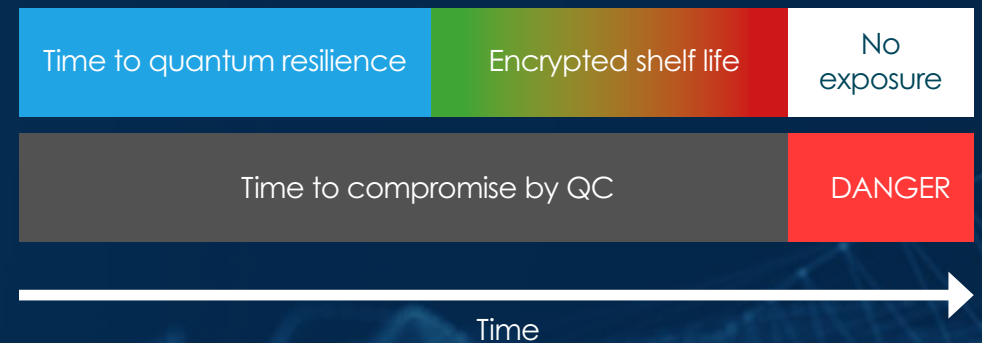 Time to quantum resilience
Encrypted shelf life
No
exposure
Time to compromise by QC
DANGER
Time